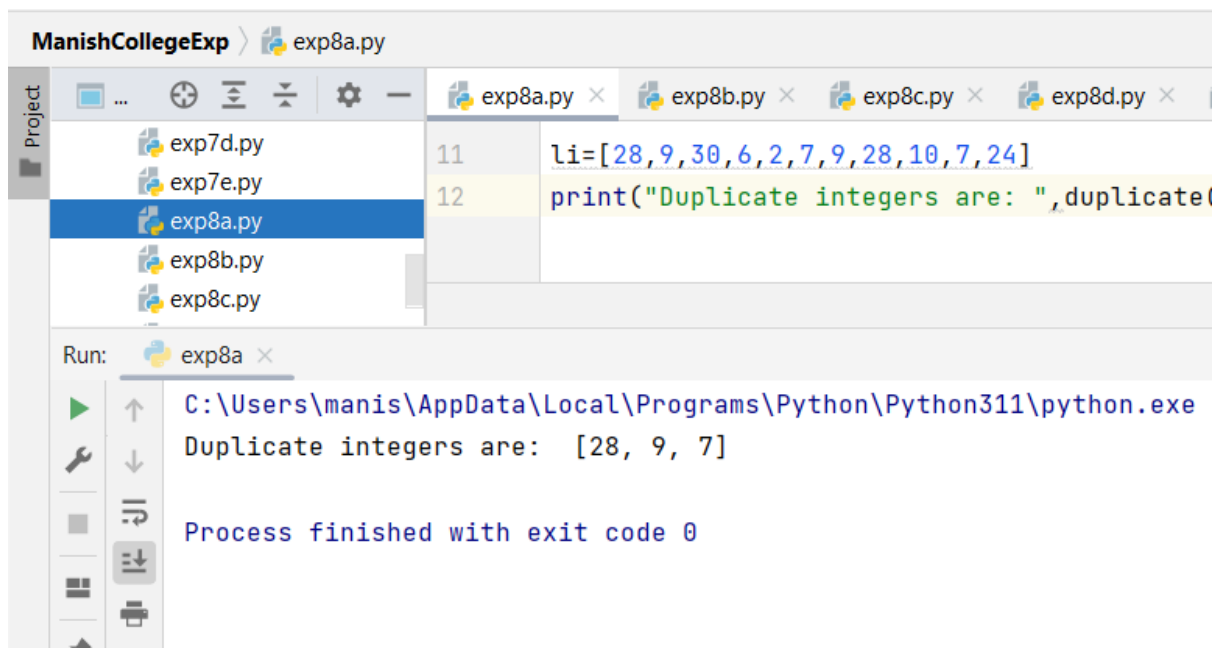 ManishCollegeExp 〉 exp8a.py
Project
...
exp8a.py × exp8b.py × exp8c.py × exp8d.py ×
exp7d.py
exp7e.py
exp8a.py
exp8b.py
exp8c.py
11 li=[28,9,30,6,2,7,9,28,10,7,24]
12 print("Duplicate integers are: ",duplicate(
Run: exp8a ×
C:\Users\manis\AppData\Local\Programs\Python\Python311\python.exe
Duplicate integers are:  [28, 9, 7]
Process finished with exit code 0